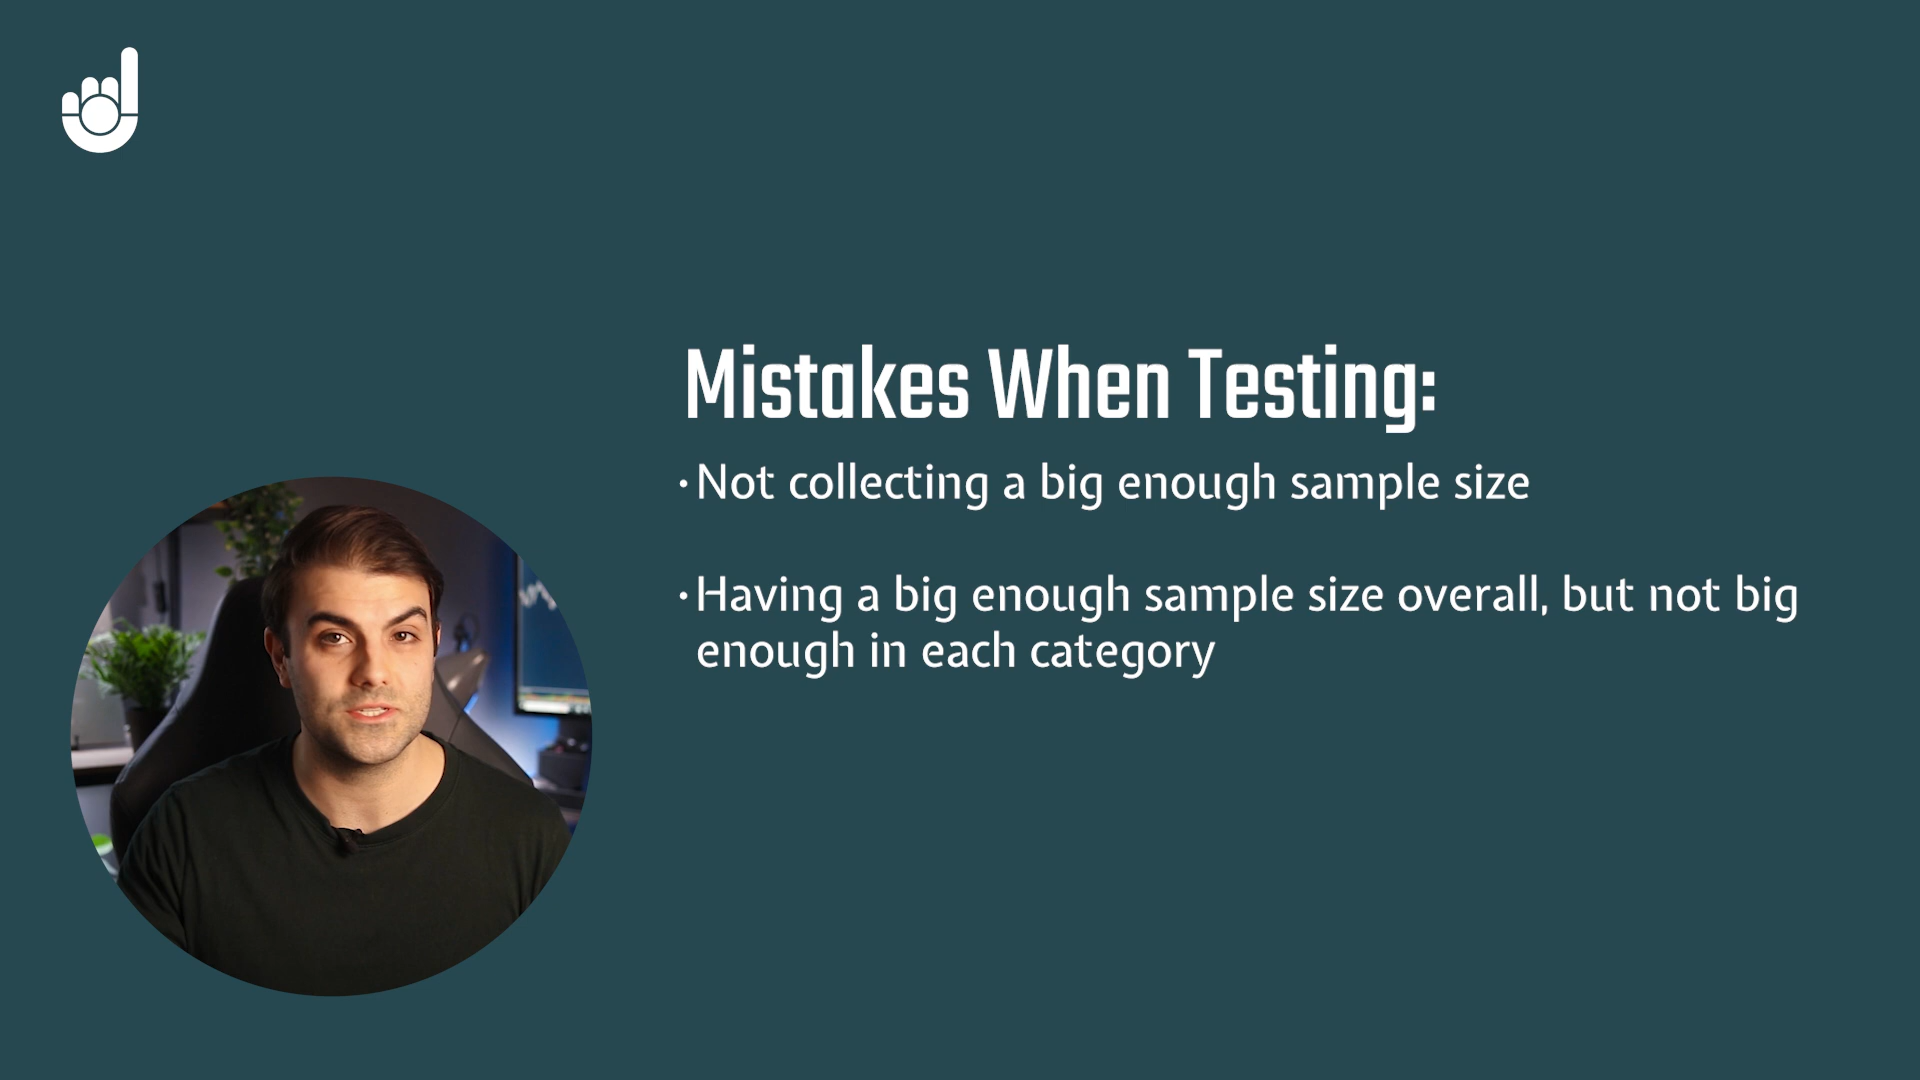 Mistakes When Testing:
· Not collecting a big enough sample size
· Having a big enough sample size overall, but not big
enough in each category